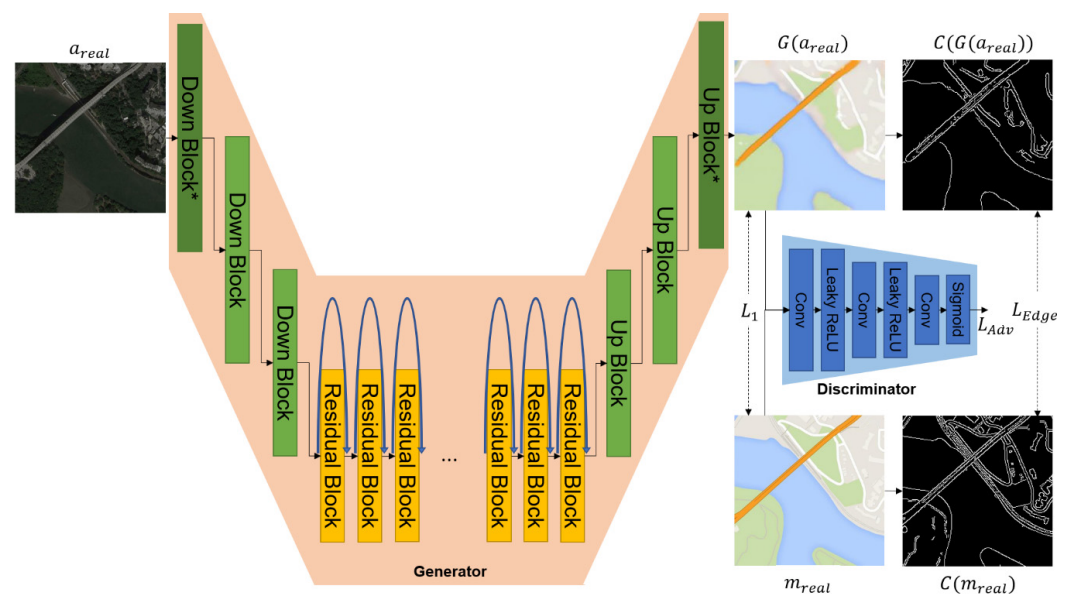 a_real
Down Block*
Down Block
Down Block
Residual Block
Residual Block
Residual Block
...
Residual Block
Residual Block
Residual Block
Up Block
Up Block
Up Block*
Generator
G(a_real)
C(G(a_real))
L_1
Conv
Leaky ReLU
Conv
Leaky ReLU
Conv
Sigmoid
L_Adv
L_Edge
Discriminator
m_real
C(m_real)